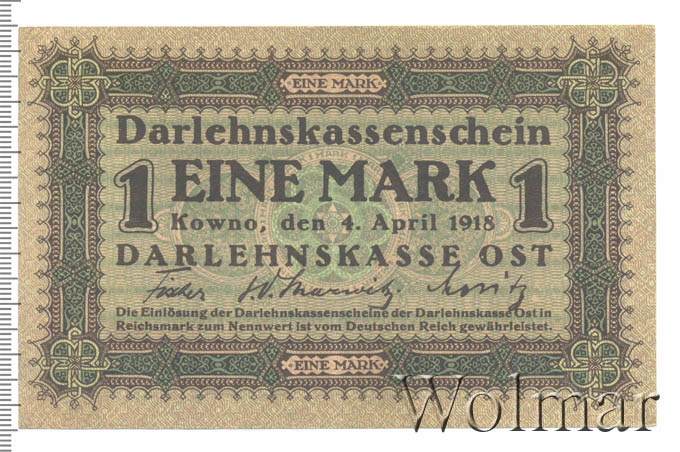 EINE MARK
Darlehnskassenschein
1 EINE MARK 1
Kowno, den 4. April 1918
DARLEHNSKASSE OST
Die Einlösung der Darlehnskassenscheine der Darlehnskasse Ost in
Reichsmark zum Nennwert ist vom Deutschen Reich gewährleistet.
EINE MARK
Wolmar